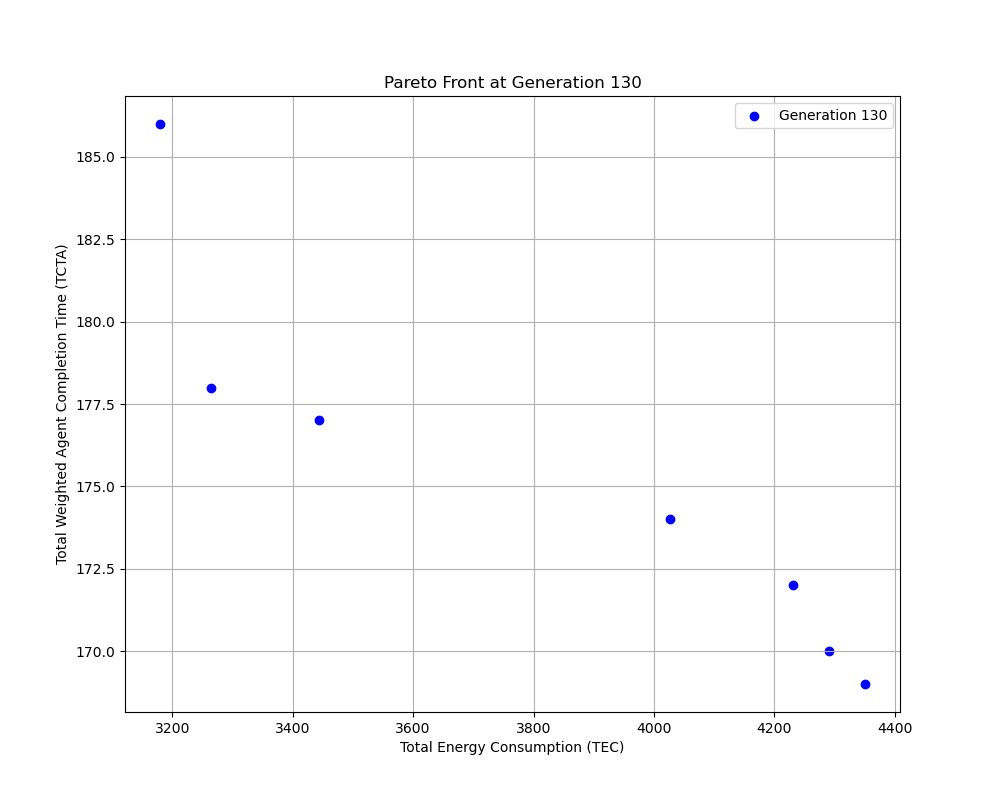 Pareto Front at Generation 130
Generation 130
Total Weighted Agent Completion Time (TCTA)
185.0
182.5
180.0
177.5
175.0
172.5
170.0
3200 3400 3600 3800 4000 4200 4400
Total Energy Consumption (TEC)